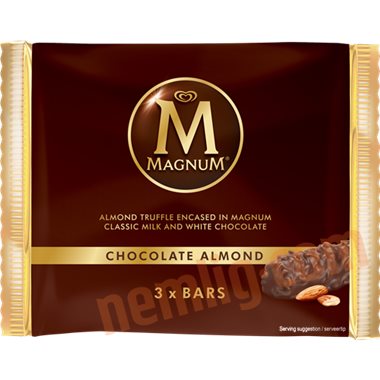 M
MAGNUM®
ALMOND TRUFFLE ENCASED IN MAGNUM
CLASSIC MILK AND WHITE CHOCOLATE
CHOCOLATE ALMOND
3 x BARS
nemlig.com
Serving suggestion / serveertip